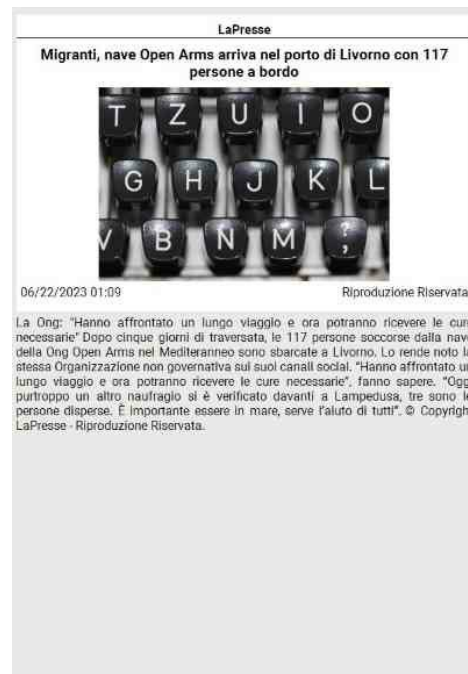 LaPresse
Migranti, nave Open Arms arriva nel porto di Livorno con 117
persone a bordo
T Z U I O
G H J K L
V B N M ? ;
06/22/2023 01:09 Riproduzione Riservata
La Ong: "Hanno affrontato un lungo viaggio e ora potranno ricevere le cure
necessarie" Dopo cinque giorni di traversata, le 117 persone soccorse dalla nave
della Ong Open Arms nel Mediteranneo sono sbarcate a Livorno. Lo rende noto la
stessa Organizzazione non governativa sui suoi canali social. "Hanno affrontato un
lungo viaggio e ora potranno ricevere le cure necessarie", fanno sapere. "Oggi
purtroppo un altro naufragio si è verificato davanti a Lampedusa, tre sono le
persone disperse. È importante essere in mare, serve l'aiuto di tutti". © Copyright
LaPresse - Riproduzione Riservata.